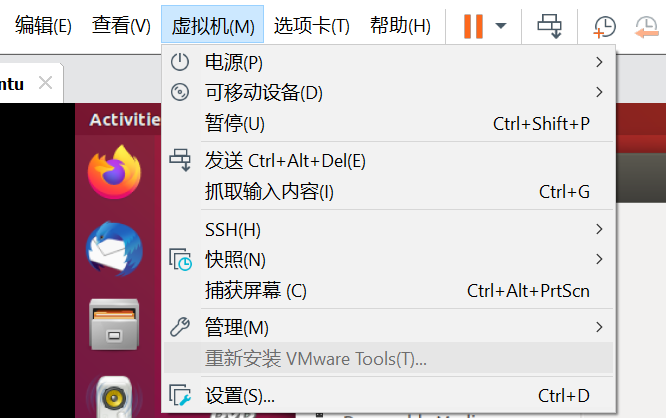 编辑(E) 查看(V) 虚拟机(M) 选项卡(T) 帮助(H)
电源(P)
ntu
可移动设备(D)
Activitie
暂停(U) Ctrl+Shift+P
发送 Ctrl+Alt+Del(E)
抓取输入内容(I) Ctrl+G
SSH(H)
快照(N)
捕获屏幕 (C) Ctrl+Alt+PrtScn
管理(M)
重新安装 VMware Tools(T)...
设置(S)... Ctrl+D